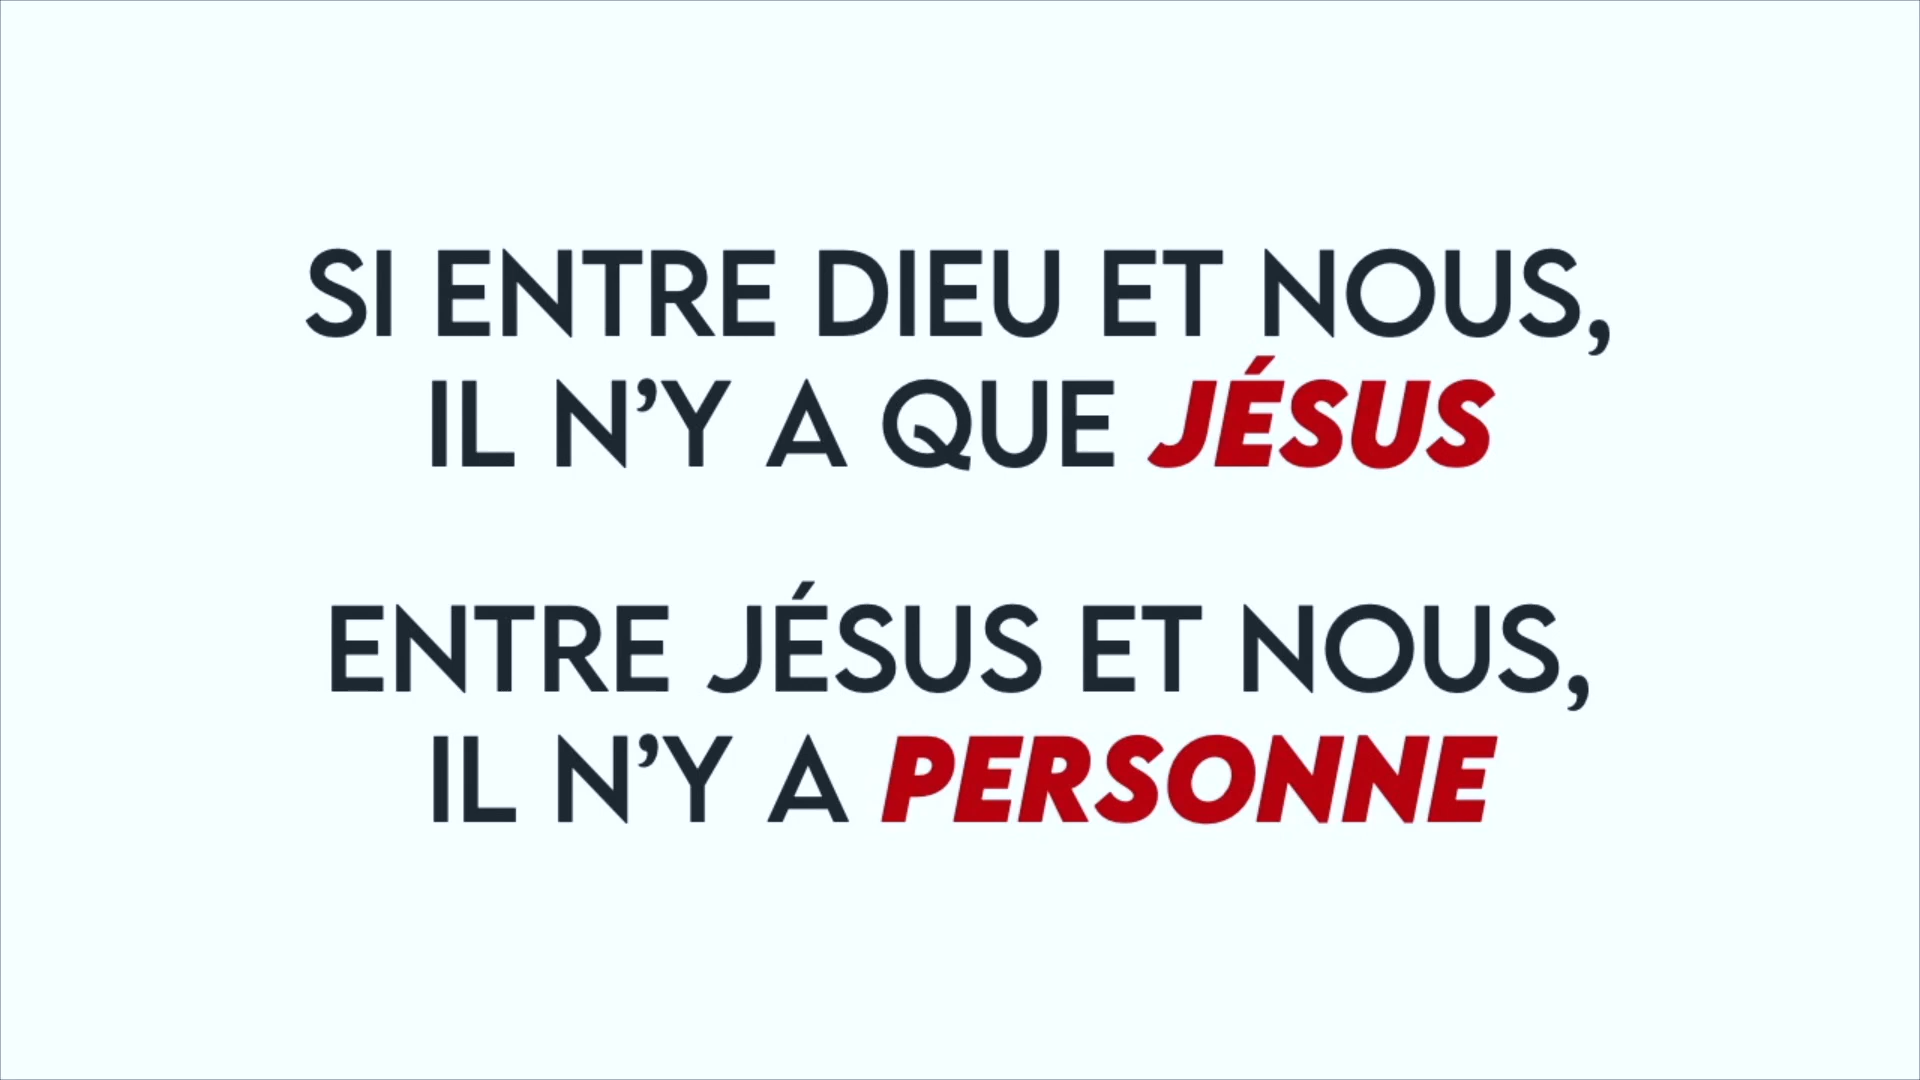 SI ENTRE DIEU ET NOUS,
IL N’Y A QUE JÉSUS
ENTRE JÉSUS ET NOUS,
IL N’Y A PERSONNE